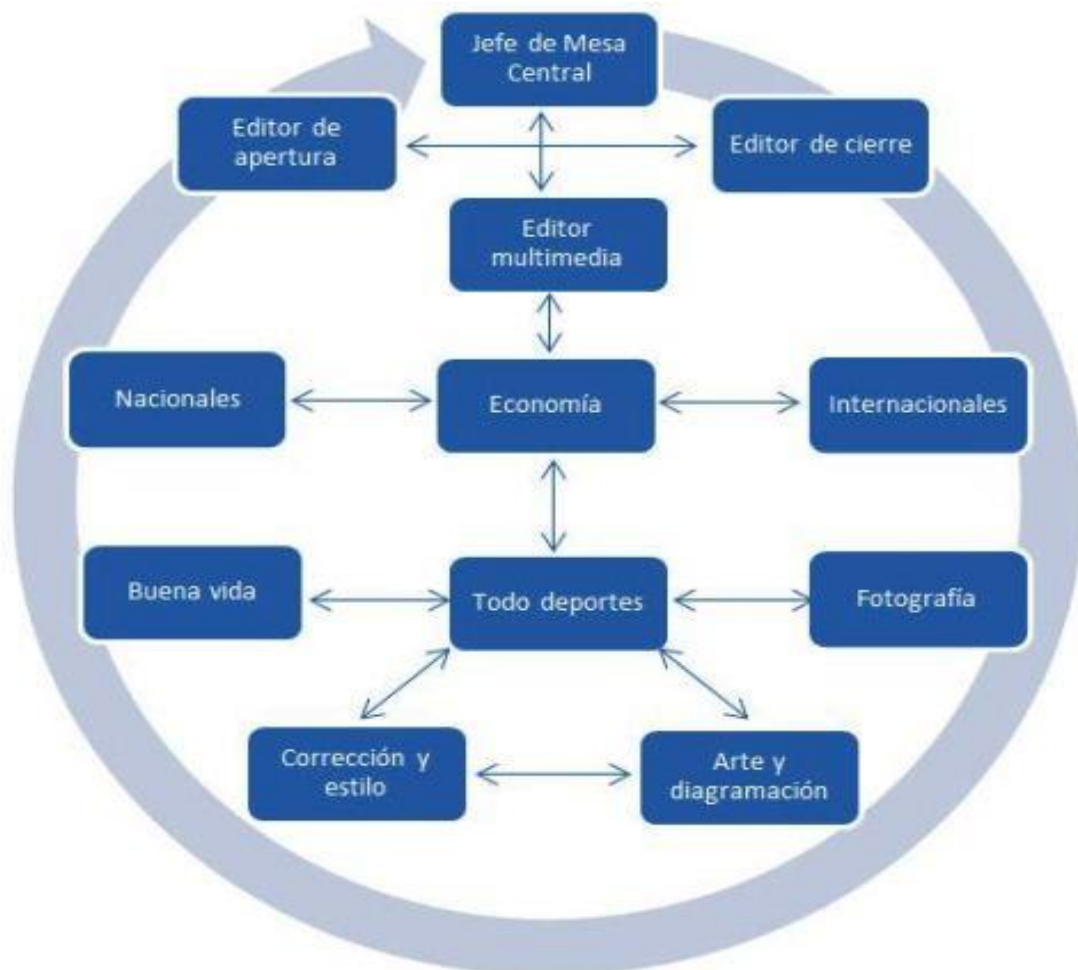 Jefe de Mesa
Central
Editor de
apertura
Editor de cierre
Editor
multimedia
Nacionales
Economía
Internacionales
Buena vida
Todo deportes
Fotografía
Corrección y
estilo
Arte y
diagramación